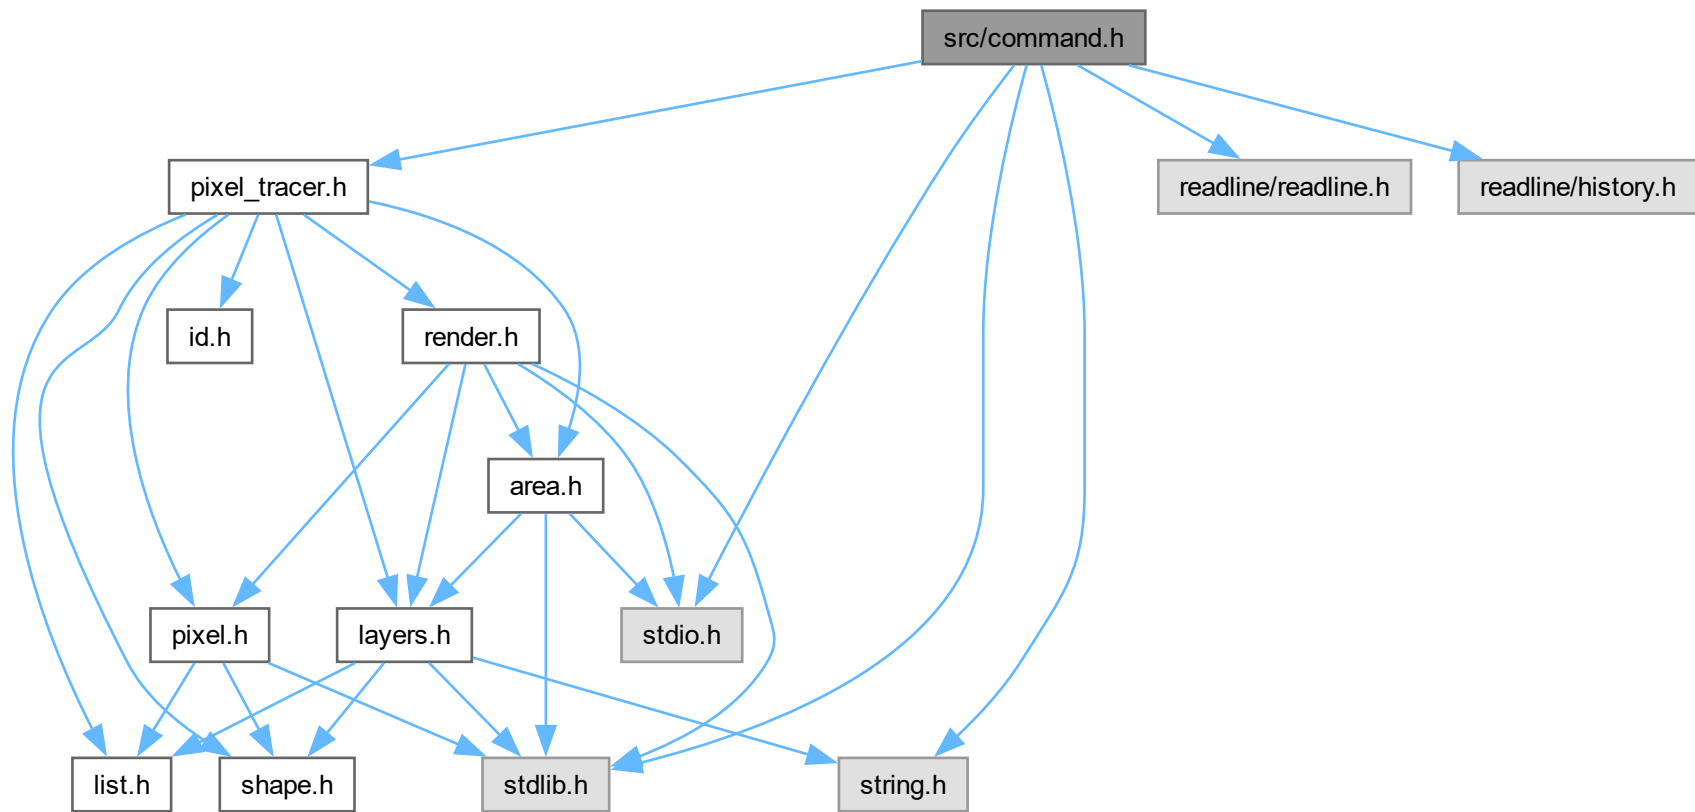 src/command.h
pixel_tracer.h
readline/readline.h
readline/history.h
id.h
render.h
area.h
pixel.h
layers.h
stdio.h
list.h
shape.h
stdlib.h
string.h